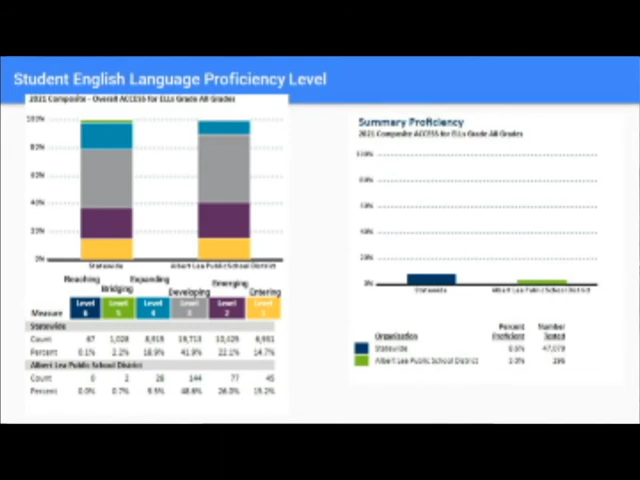 Student English Language Proficiency Level
2021 Composite - Overall ACCESS for ELLs Grade All Grades
100%
80%
60%
40%
20%
0%
Statewide
Albert Lea Public School District
Reaching Bridging Expanding Developing Emerging Entering
Measure Level 6 Level 5 Level 4 Level 3 Level 2 Level 1
Statewide
Count 67 1,028 8,919 19,713 10,425
Percent 0.1% 2.2% 18.9% 41.9% 22.1% 14.7%
Albert Lea Public School District
Count 0 2 28 144 77 45
Percent 0.0% 0.7% 9.5% 48.6% 26.0% 15.2%
Summary Proficiency
2021 Composite ACCESS for ELLs Grade All Grades
100%
80%
60%
40%
20%
0%
Statewide
Albert Lea Public School District
Organization Percent Proficient Number Tested
Statewide
Albert Lea Public School District